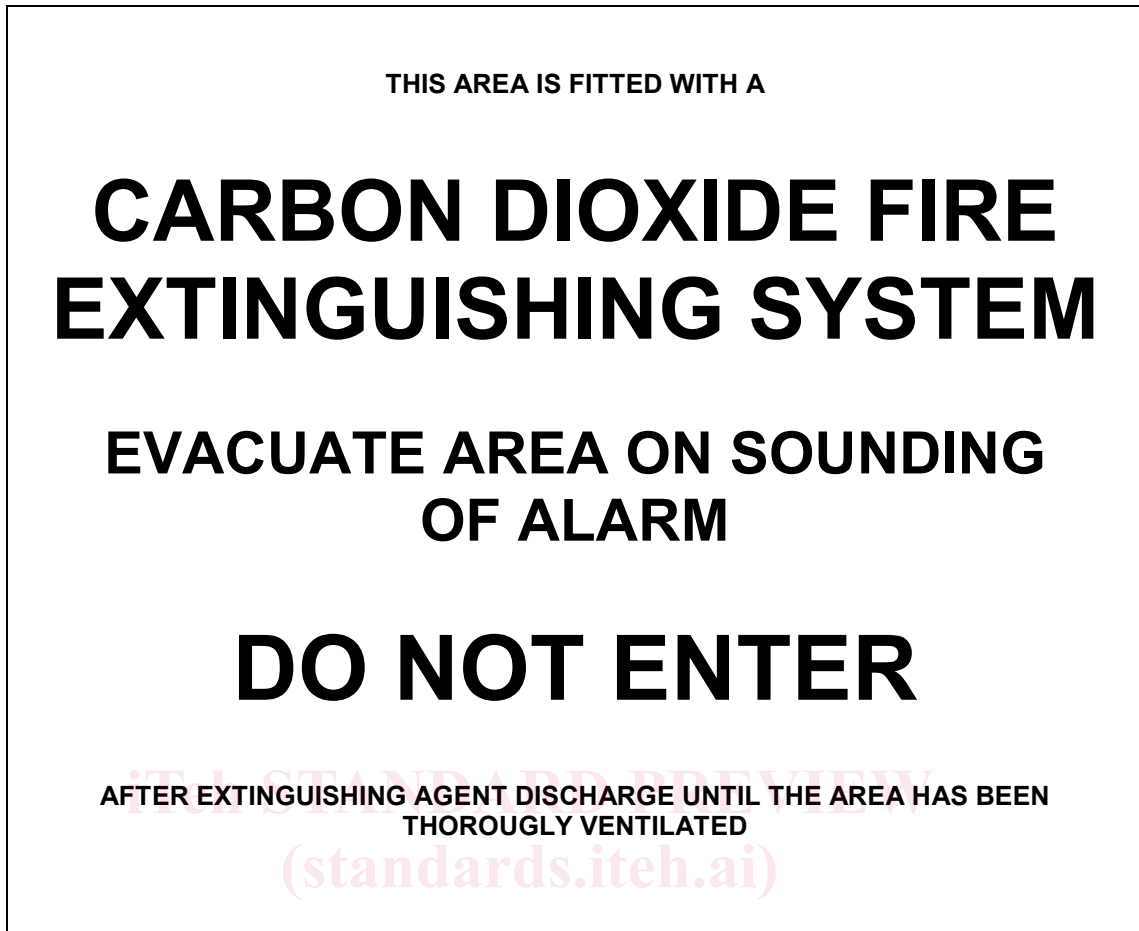 THIS AREA IS FITTED WITH A
CARBON DIOXIDE FIRE
EXTINGUISHING SYSTEM
EVACUATE AREA ON SOUNDING
OF ALARM
DO NOT ENTER
iTeh STANDARD PREVIEW
AFTER EXTINGUISHING AGENT DISCHARGE UNTIL THE AREA HAS BEEN
THOROUGLY VENTILATED
(standards.iteh.ai)